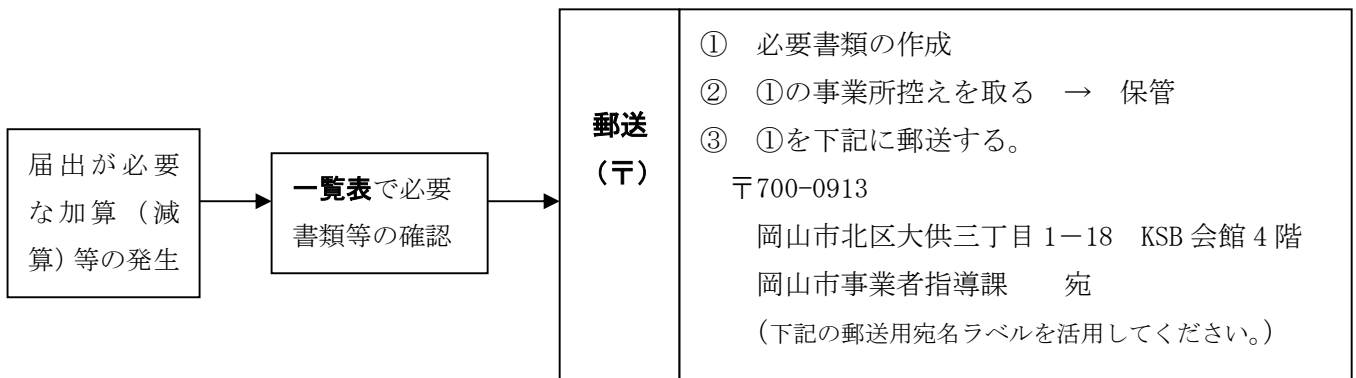 届出が必要
な加算（減
算）等の発生
一覧表で必要
書類等の確認
郵送
（〒）
① 必要書類の作成
② ①の事業所控えを取る → 保管
③ ①を下記に郵送する。
〒700-0913
岡山市北区大供三丁目1－18 KSB会館4階
岡山市事業者指導課 宛
（下記の郵送用宛名ラベルを活用してください。）